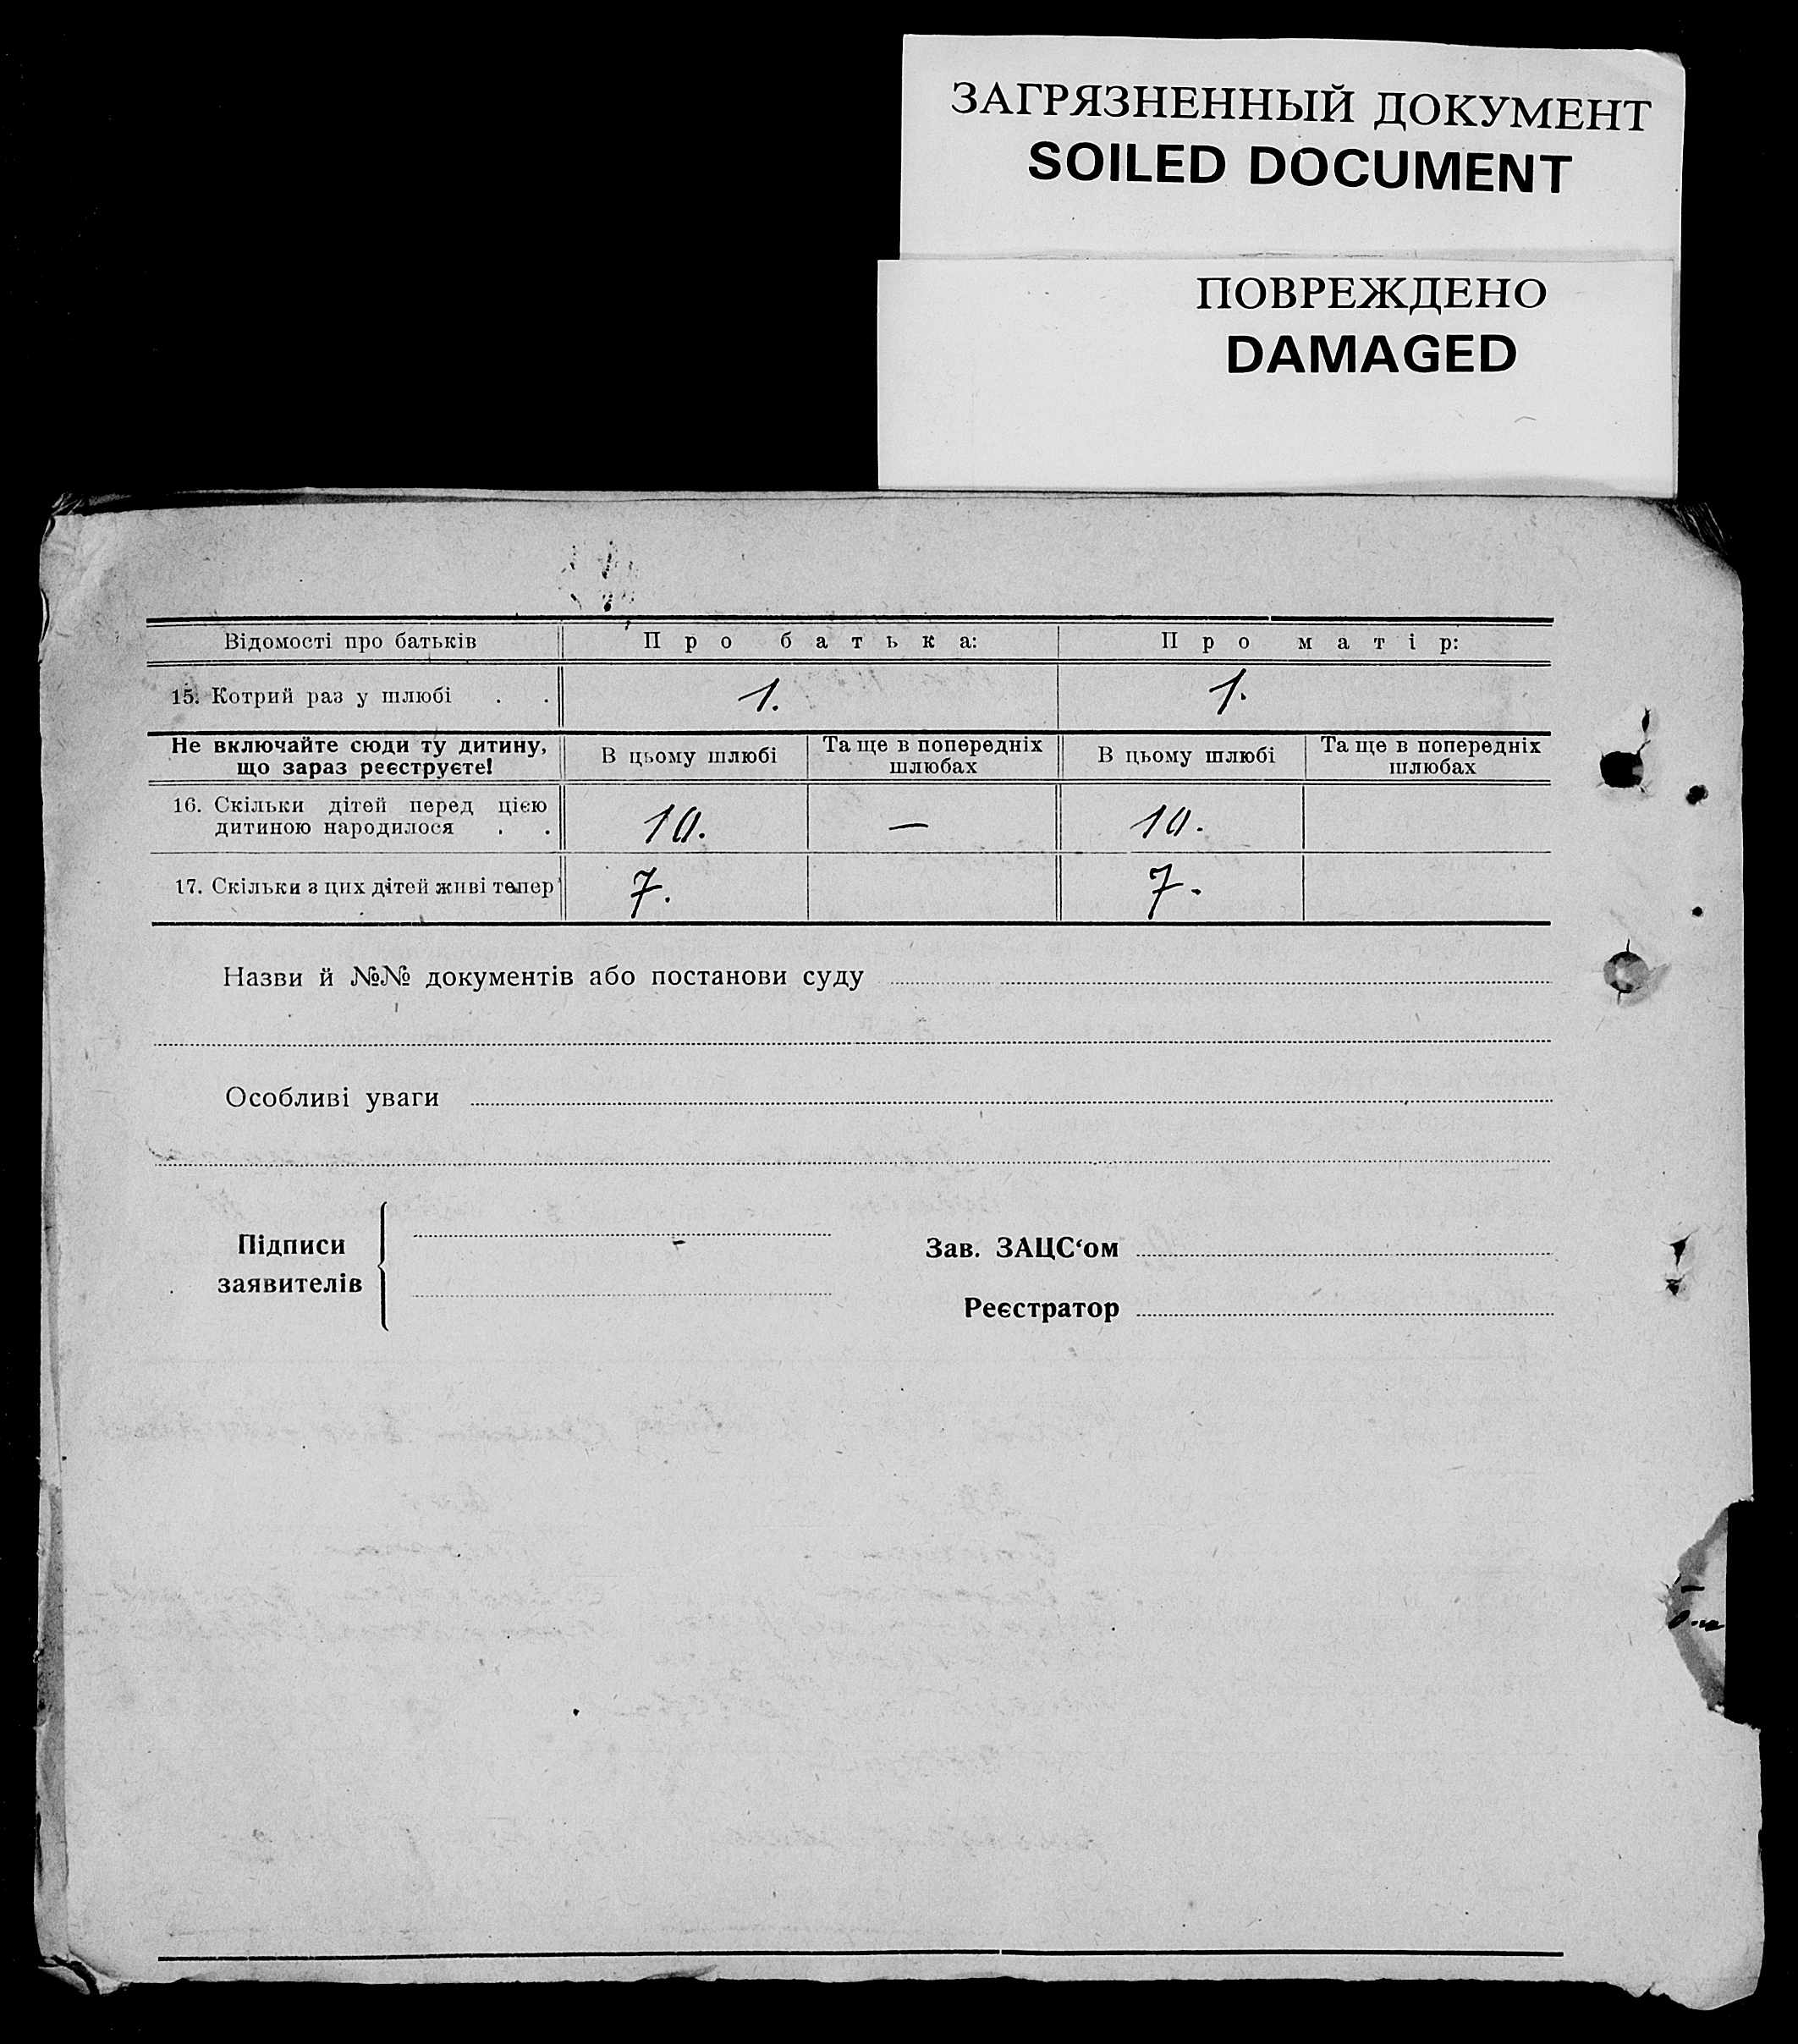 ЗАГРЯЗНЕННЫЙ ДОКУМЕНТ
SOILED DOCUMENT
ПОВРЕЖДЕНО
DAMAGED
Відомості про батьків Про батька: Про матір:
15. Котрий раз у шлюбі . . 1. 1.
Не включайте сюди ту дитину, що зараз реєструєте! В цьому шлюбі Та ще в попередніх шлюбах В цьому шлюбі Та ще в попередніх шлюбах
16. Скільки дітей перед цією
дитиною народилося . . 10. — 10.
17. Скільки з цих дітей живі тепер 7. 7.
Назви й №№ документів або постанови суду
Особливі уваги
Підписи
заявителів
Зав. ЗАЦС‘ом
Реєстратор